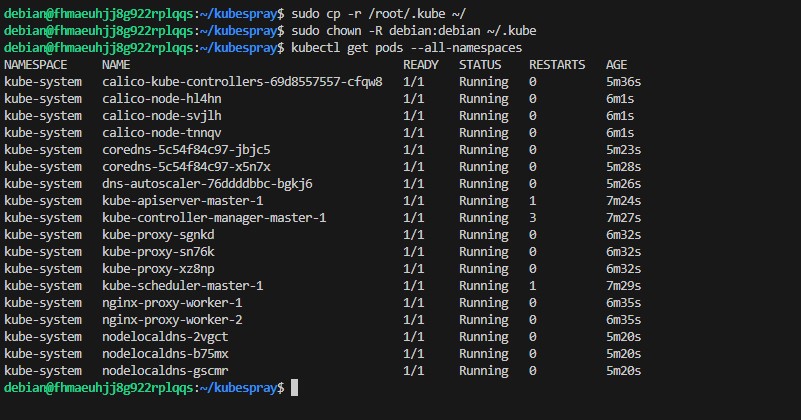 debian@fhmaeuhjj8g922rplqqs:~/kubespray$ sudo cp -r /root/.kube ~/
debian@fhmaeuhjj8g922rplqqs:~/kubespray$ sudo chown -R debian:debian ~/.kube
debian@fhmaeuhjj8g922rplqqs:~/kubespray$ kubectl get pods --all-namespaces
NAMESPACE     NAME                                       READY   STATUS    RESTARTS   AGE
kube-system   calico-kube-controllers-69d8557557-cfqw8   1/1     Running   0          5m36s
kube-system   calico-node-hl4hn                          1/1     Running   0          6m1s
kube-system   calico-node-svjlh                          1/1     Running   0          6m1s
kube-system   calico-node-tnnqv                          1/1     Running   0          6m1s
kube-system   coredns-5c54f84c97-jbjc5                   1/1     Running   0          5m23s
kube-system   coredns-5c54f84c97-x5n7x                   1/1     Running   0          5m28s
kube-system   dns-autoscaler-76ddddbbc-bgkj6             1/1     Running   0          5m26s
kube-system   kube-apiserver-master-1                    1/1     Running   1          7m24s
kube-system   kube-controller-manager-master-1           1/1     Running   3          7m27s
kube-system   kube-proxy-sgnkd                           1/1     Running   0          6m32s
kube-system   kube-proxy-sn76k                           1/1     Running   0          6m32s
kube-system   kube-proxy-xz8np                           1/1     Running   0          6m32s
kube-system   kube-scheduler-master-1                    1/1     Running   1          7m29s
kube-system   nginx-proxy-worker-1                       1/1     Running   0          6m35s
kube-system   nginx-proxy-worker-2                       1/1     Running   0          6m35s
kube-system   nodelocaldns-2vgct                         1/1     Running   0          5m20s
kube-system   nodelocaldns-b75mx                         1/1     Running   0          5m20s
kube-system   nodelocaldns-gscmr                         1/1     Running   0          5m20s
debian@fhmaeuhjj8g922rplqqs:~/kubespray$